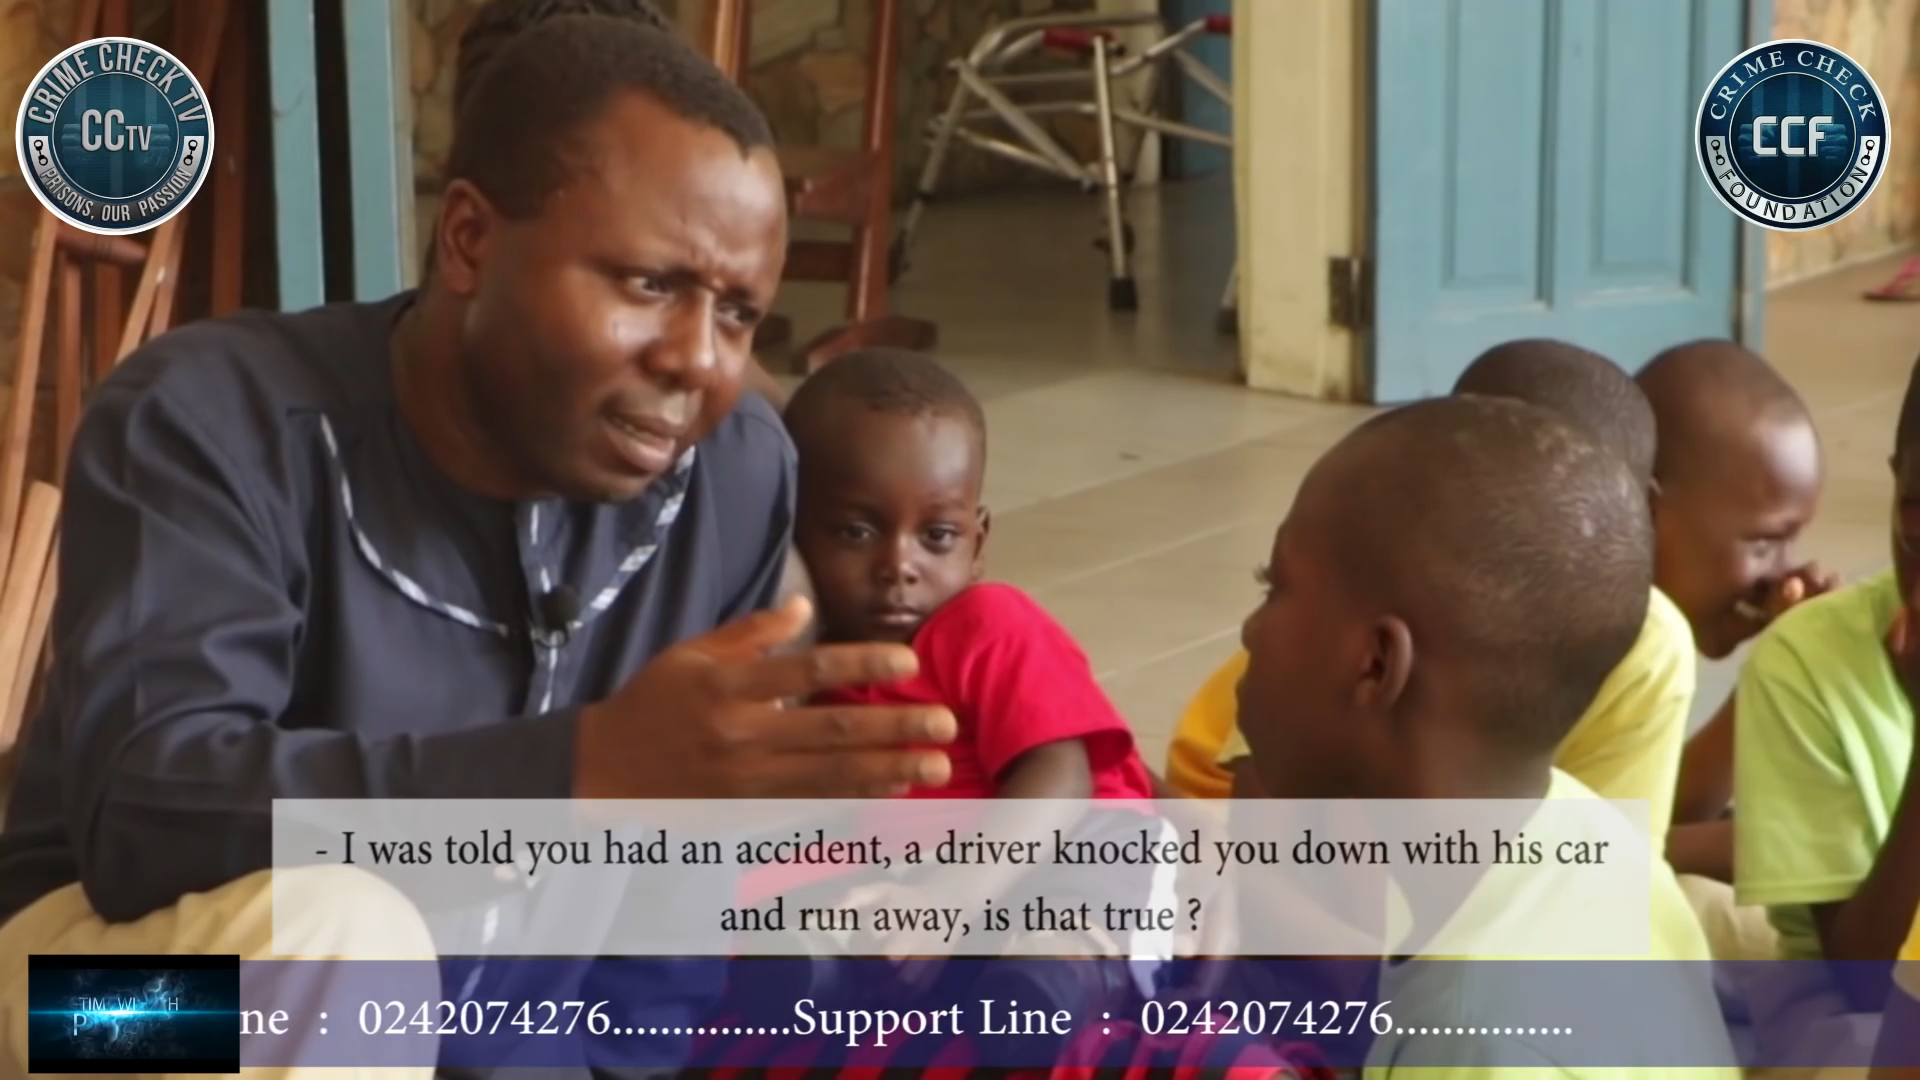 CRIME CHECK TV
CCTV
PRISONS, OUR PASSION
CRIME CHECK
CCF
FOUNDATION
- I was told you had an accident, a driver knocked you down with his car
and run away, is that true ?
ne : 0242074276...............Support Line : 0242074276...............